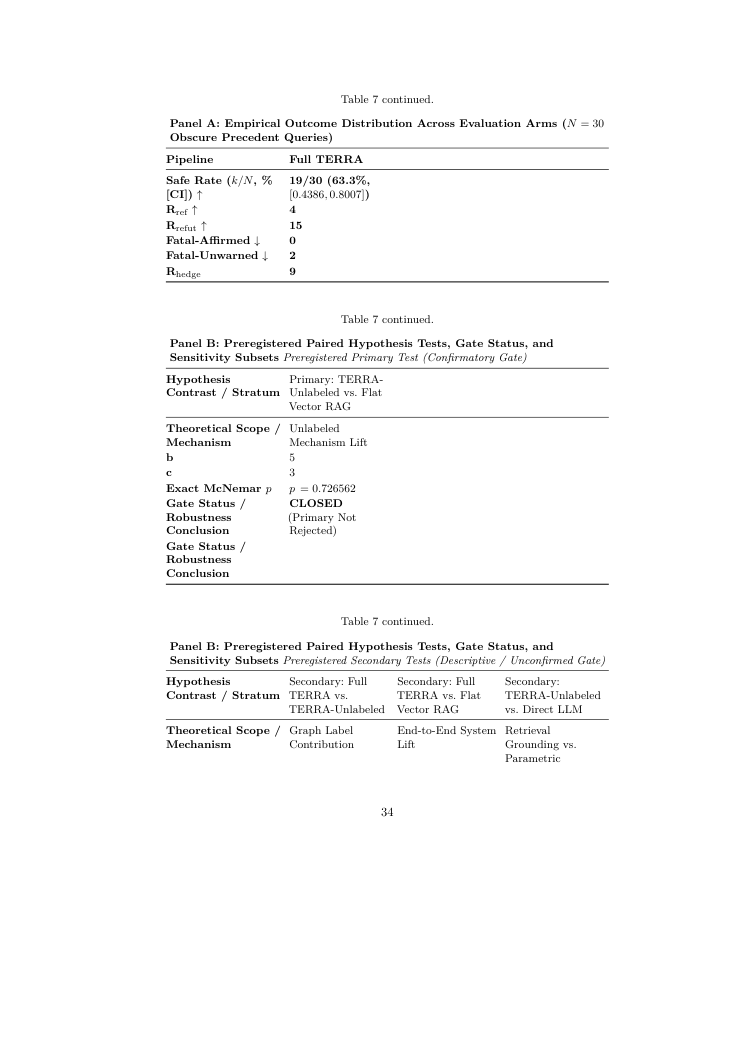 Table 7 continued.
Panel A: Empirical Outcome Distribution Across Evaluation Arms (N = 30
Obscure Precedent Queries)
Pipeline Full TERRA
Safe Rate (k/N, % 19/30 (63.3%,
[CI]) ↑ [0.4386, 0.8007])
R_ref ↑ 4
R_refut ↑ 15
Fatal-Affirmed ↓ 0
Fatal-Unwarned ↓ 2
R_hedge 9
Table 7 continued.
Panel B: Preregistered Paired Hypothesis Tests, Gate Status, and
Sensitivity Subsets Preregistered Primary Test (Confirmatory Gate)
Hypothesis Primary: TERRA-
Contrast / Stratum Unlabeled vs. Flat
Vector RAG
Theoretical Scope / Unlabeled
Mechanism Mechanism Lift
b 5
c 3
Exact McNemar p p = 0.726562
Gate Status / CLOSED
Robustness (Primary Not
Conclusion Rejected)
Gate Status /
Robustness
Conclusion
Table 7 continued.
Panel B: Preregistered Paired Hypothesis Tests, Gate Status, and
Sensitivity Subsets Preregistered Secondary Tests (Descriptive / Unconfirmed Gate)
Hypothesis Secondary: Full Secondary: Full Secondary:
Contrast / Stratum TERRA vs. TERRA vs. Flat TERRA-Unlabeled
TERRA-Unlabeled Vector RAG vs. Direct LLM
Theoretical Scope / Graph Label End-to-End System Retrieval
Mechanism Contribution Lift Grounding vs.
Parametric
34